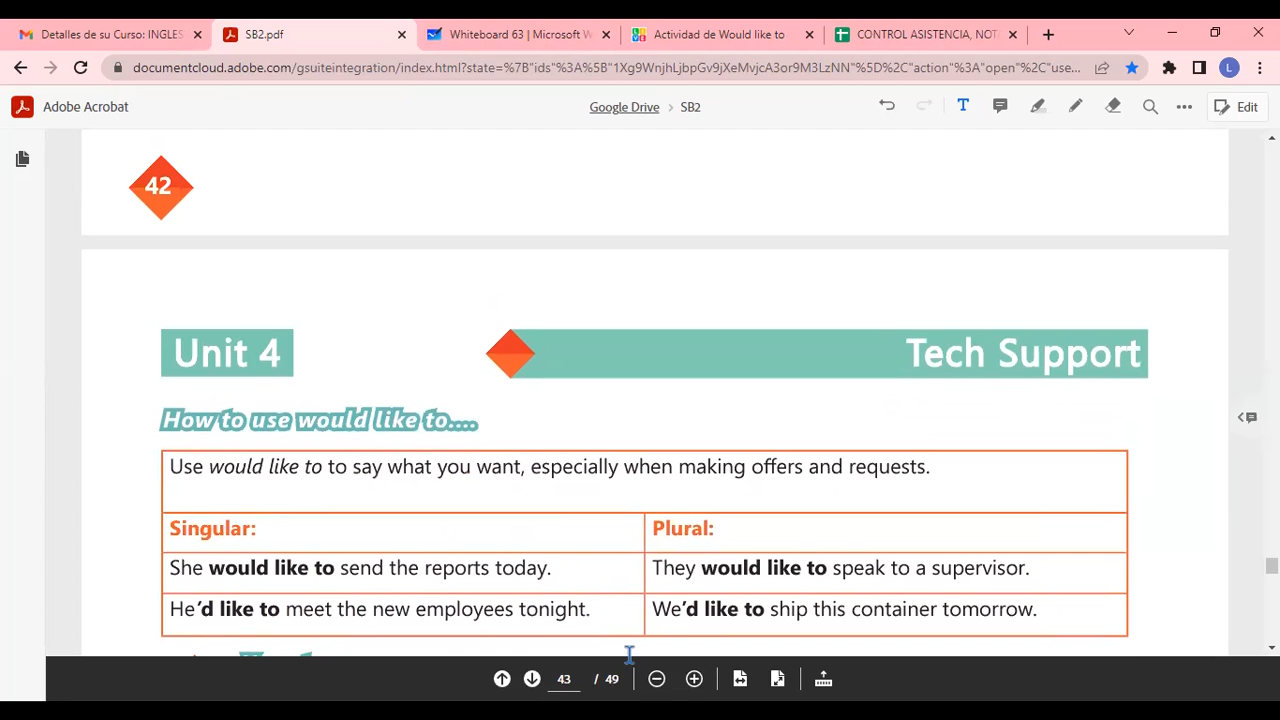 Detalles de su Curso: INGLES
SB2.pdf
Whiteboard 63 | Microsoft W
Actividad de Would like to
CONTROL ASISTENCIA, NOT
documentcloud.adobe.com/gsuiteintegration/index.html?state=%7B"ids"%3A%5B"1Xg9WnjhLjbpGv9jXeMvjcA3or9M3LzNN"%5D%2C"action"%3A"open"%2C"use...
L
Adobe Acrobat
Google Drive > SB2
T
Edit
42
Unit 4
Tech Support
How to use would like to....
Use would like to to say what you want, especially when making offers and requests.
Singular:
Plural:
She would like to send the reports today.
They would like to speak to a supervisor.
He'd like to meet the new employees tonight.
We'd like to ship this container tomorrow.
43 / 49